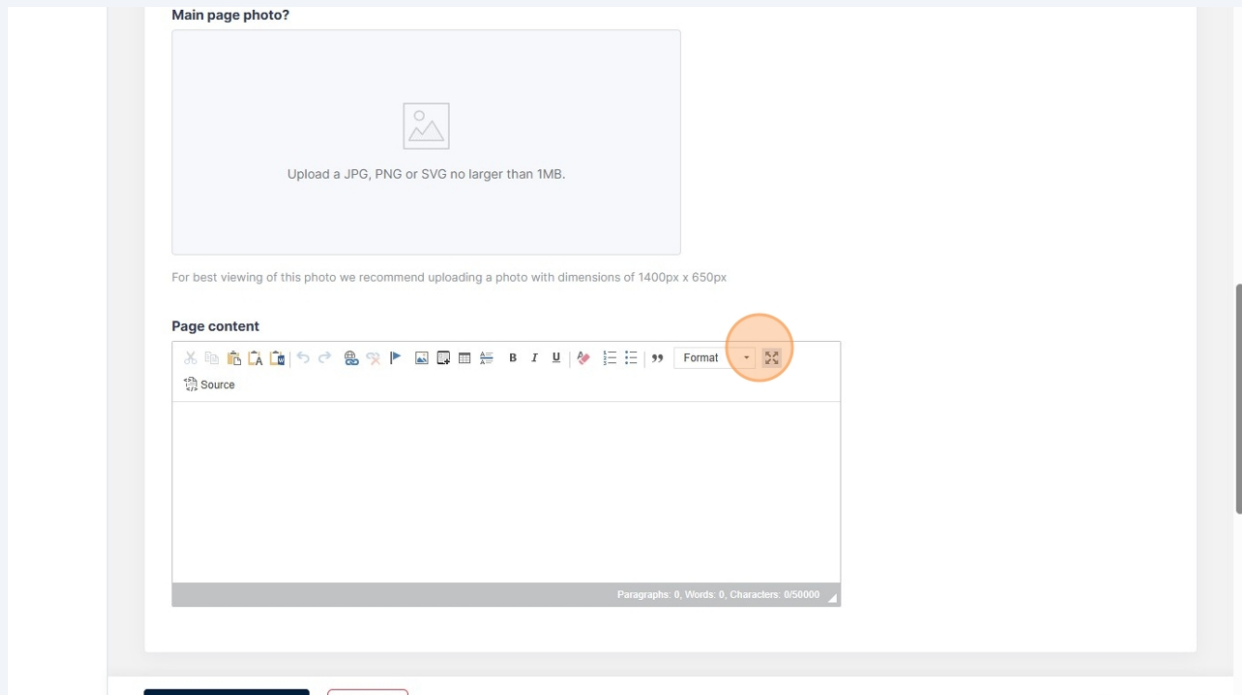 Main page photo?
Upload a JPG, PNG or SVG no larger than 1MB.
For best viewing of this photo we recommend uploading a photo with dimensions of 1400px x 650px
Page content
B I U Format
Source
Paragraphs: 0, Words: 0, Characters: 0/50000